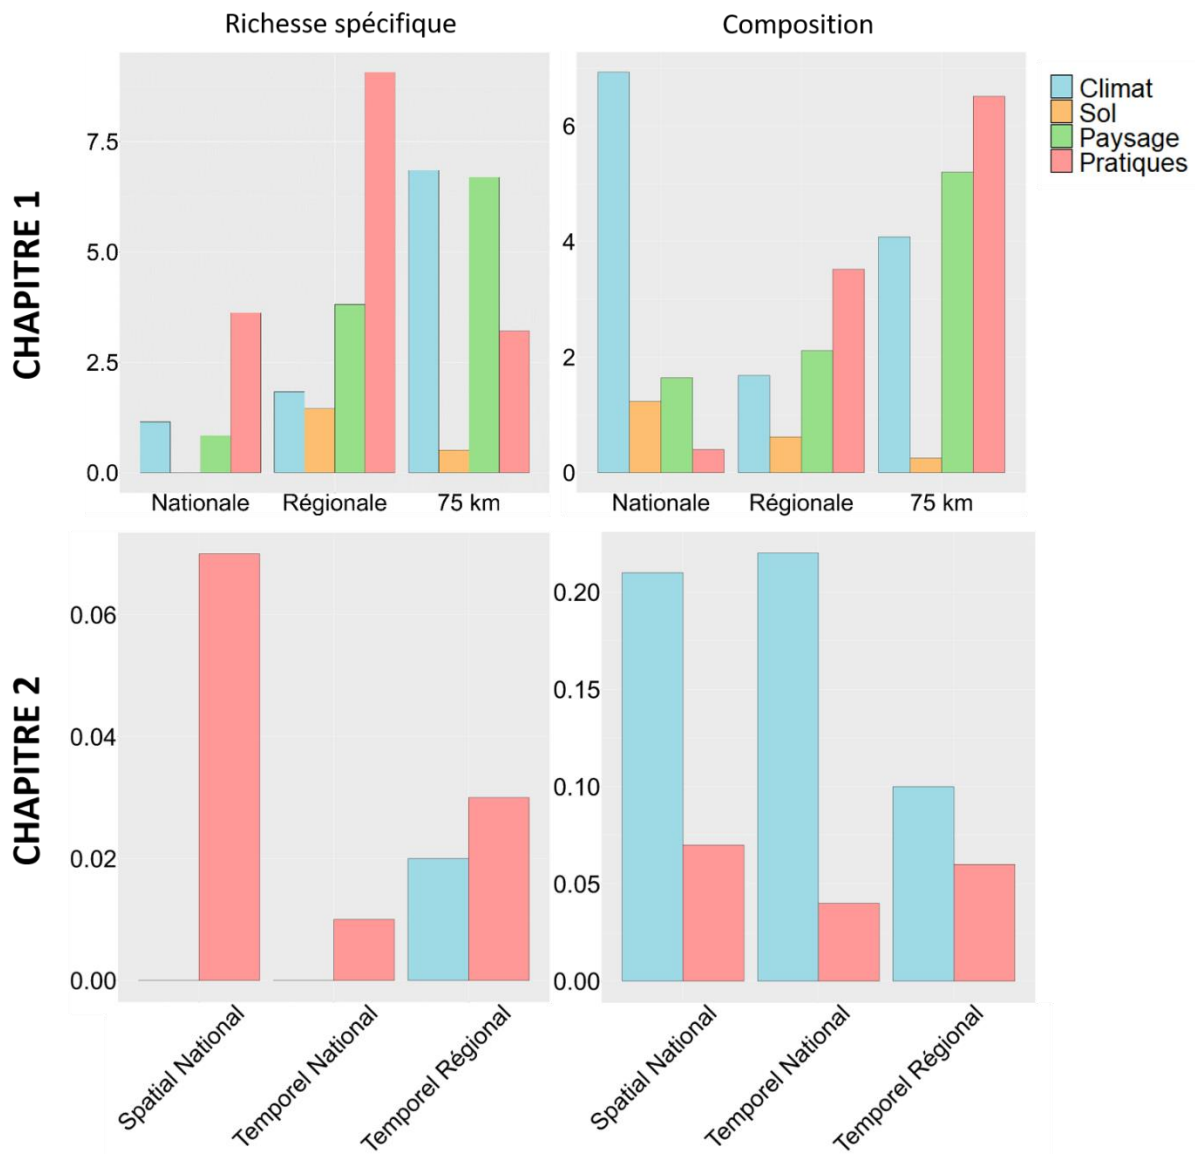 Richesse spécifique
Composition
Climat
Sol
Paysage
Pratiques
CHAPITRE 1
7.5
5.0
2.5
0.0
Nationale Régionale 75 km
6
4
2
0
Nationale Régionale 75 km
CHAPITRE 2
0.06
0.04
0.02
0.00
Spatial National
Temporel National
Temporel Régional
0.20
0.15
0.10
0.05
0.00
Spatial National
Temporel National
Temporel Régional